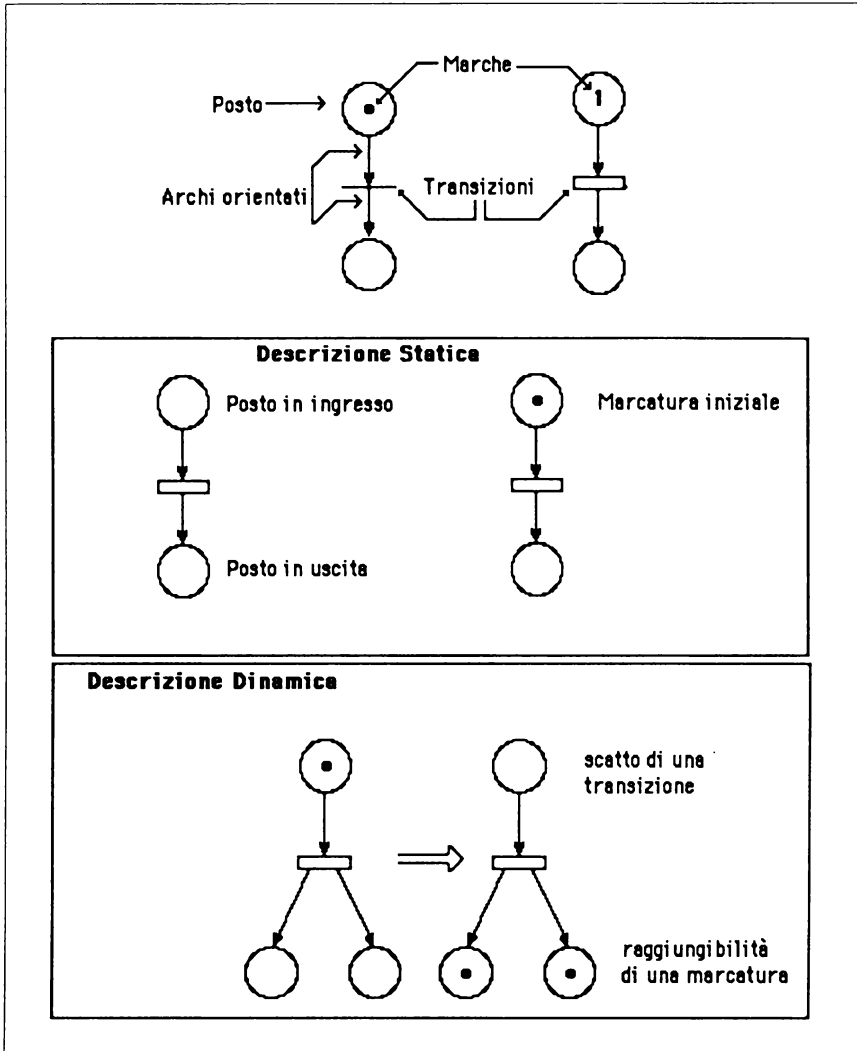 Marche
Posto
1
Archi orientati
Transizioni
Descrizione Statica
Posto in ingresso
Marcatura iniziale
Posto in uscita
Descrizione Dinamica
scatto di una
transizione
raggiungibilità
di una marcatura